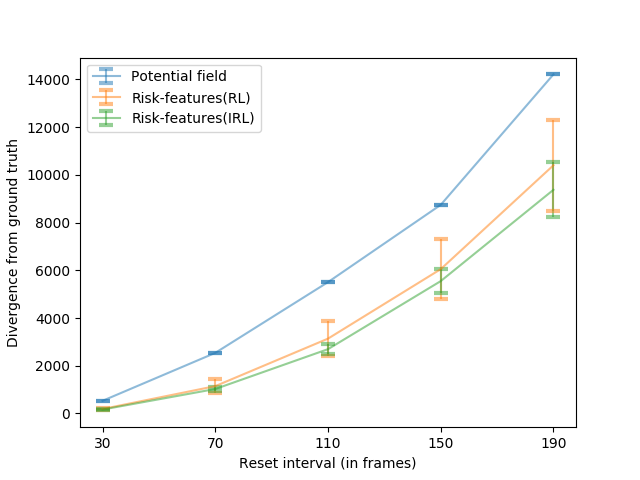 Potential field
Risk-features(RL)
Risk-features(IRL)
14000
12000
10000
8000
6000
4000
2000
0
Divergence from ground truth
30 70 110 150 190
Reset interval (in frames)